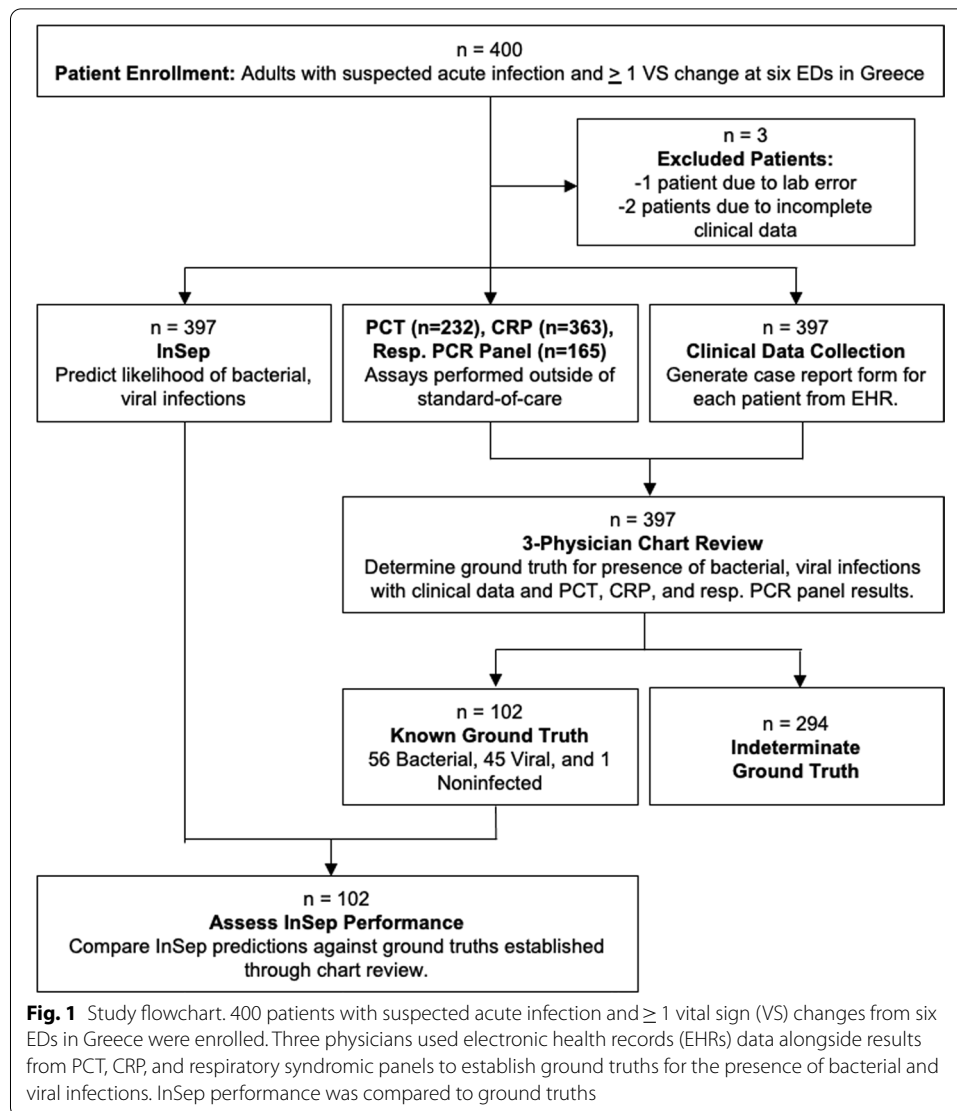 n = 400
Patient Enrollment: Adults with suspected acute infection and ≥ 1 VS change at six EDs in Greece
n = 3
Excluded Patients:
-1 patient due to lab error
-2 patients due to incomplete
clinical data
n = 397
InSep
Predict likelihood of bacterial,
viral infections
PCT (n=232), CRP (n=363),
Resp. PCR Panel (n=165)
Assays performed outside of
standard-of-care
n = 397
Clinical Data Collection
Generate case report form for
each patient from EHR.
n = 397
3-Physician Chart Review
Determine ground truth for presence of bacterial, viral infections
with clinical data and PCT, CRP, and resp. PCR panel results.
n = 102
Known Ground Truth
56 Bacterial, 45 Viral, and 1
Noninfected
n = 294
Indeterminate
Ground Truth
n = 102
Assess InSep Performance
Compare InSep predictions against ground truths established
through chart review.
Fig. 1 Study flowchart. 400 patients with suspected acute infection and ≥ 1 vital sign (VS) changes from six
EDs in Greece were enrolled. Three physicians used electronic health records (EHRs) data alongside results
from PCT, CRP, and respiratory syndromic panels to establish ground truths for the presence of bacterial and
viral infections. InSep performance was compared to ground truths